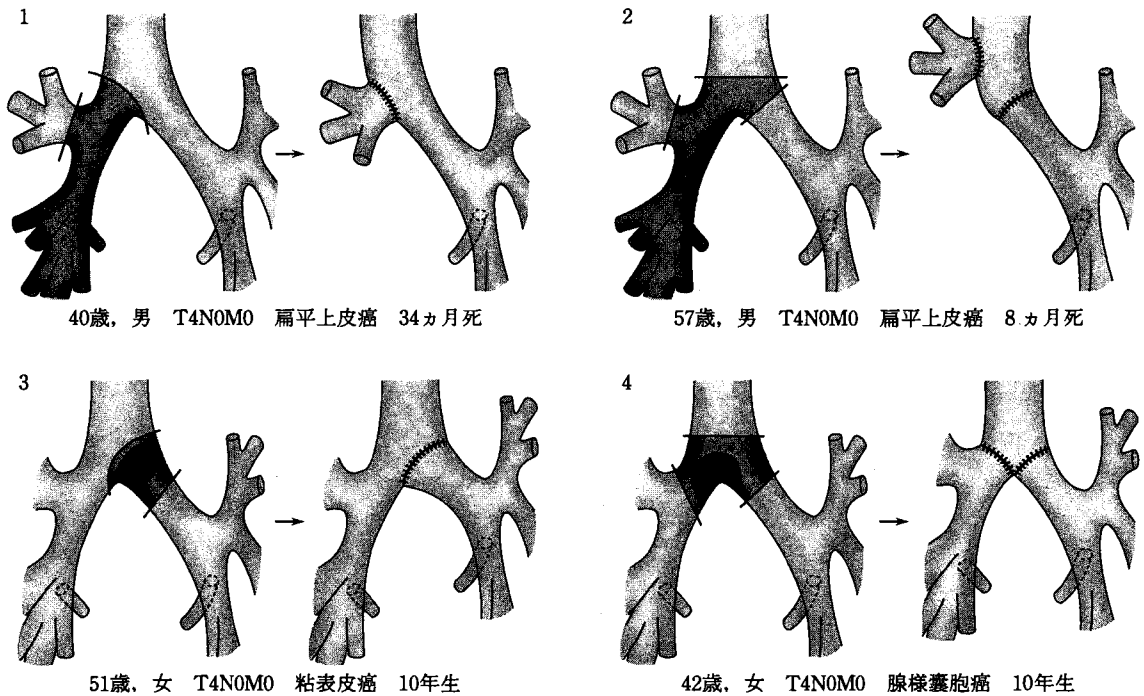 1
2
40歳，男 T4N0M0 扁平上皮癌 34ヵ月死
57歳，男 T4N0M0 扁平上皮癌 8ヵ月死
3
4
51歳，女 T4N0M0 粘表皮癌 10年生
42歳，女 T4N0M0 腺様嚢胞癌 10年生